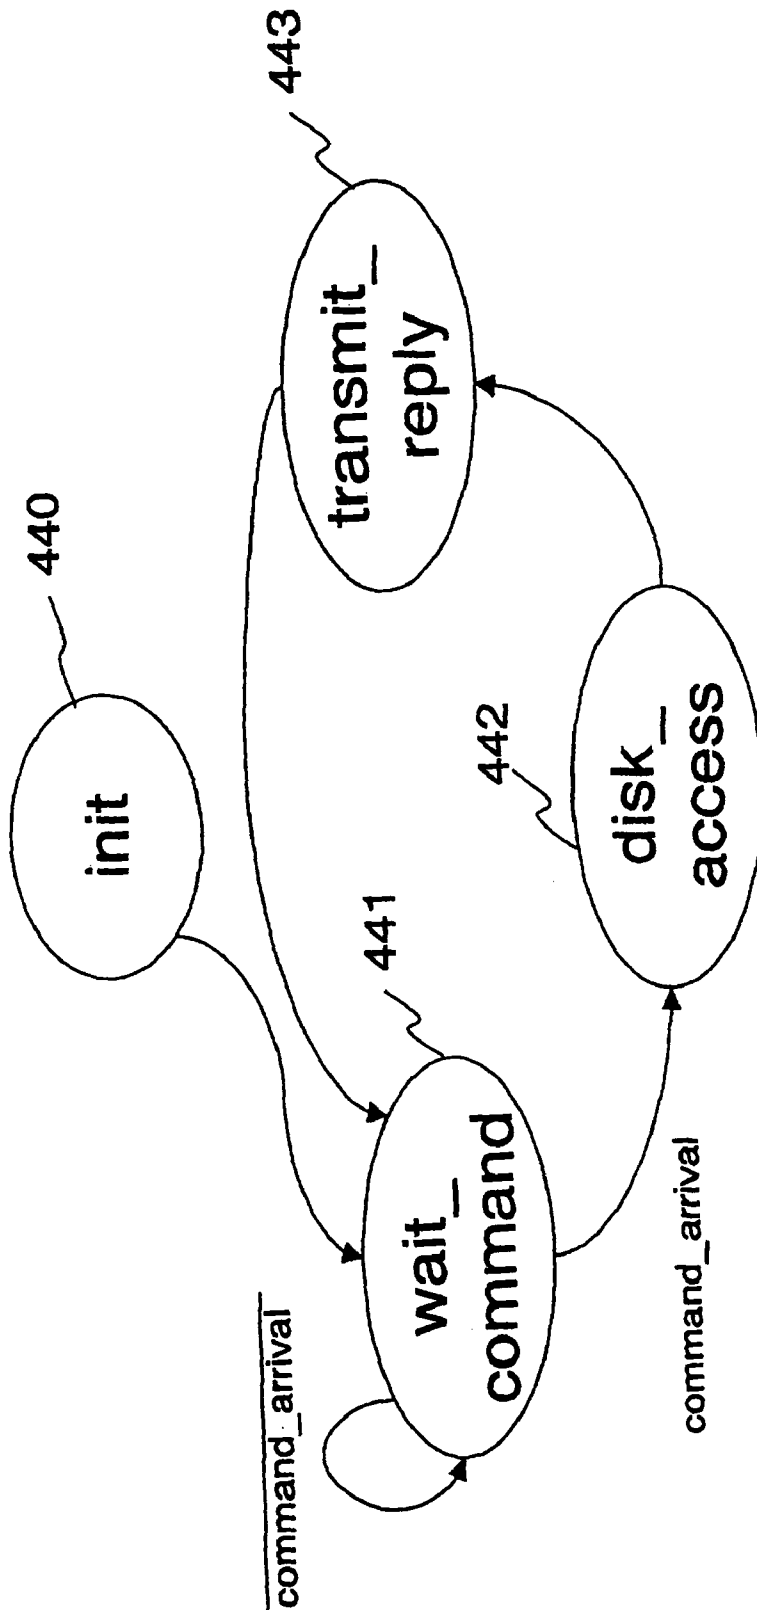 init
440
transmit_
reply
443
command_arrival
wait_
command
441
disk_
access
442
command_arrival